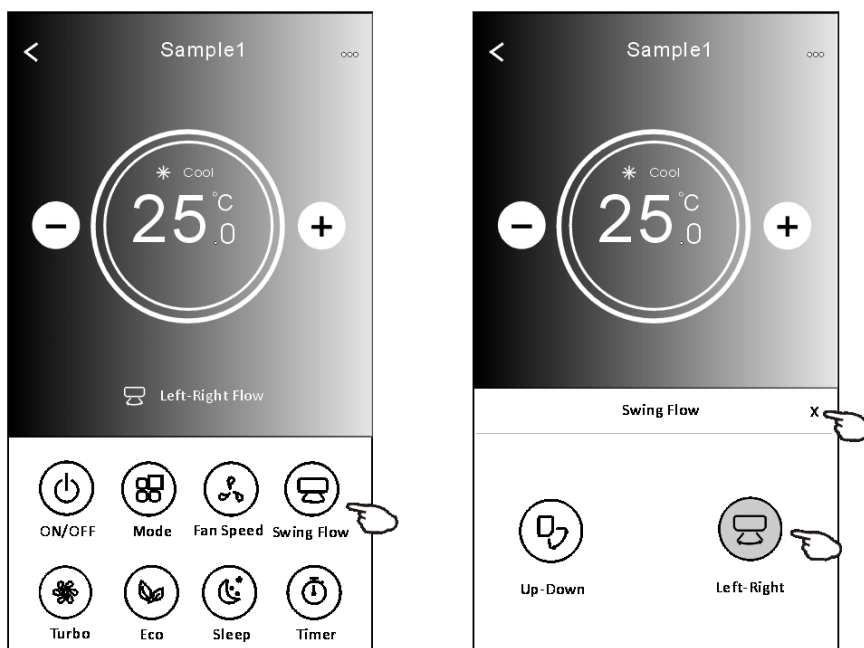 Sample1
Cool
25.0°C
Left-Right Flow
ON/OFF Mode Fan Speed Swing Flow
Turbo Eco Sleep Timer
Sample1
Cool
25.0°C
Swing Flow X
Up-Down Left-Right